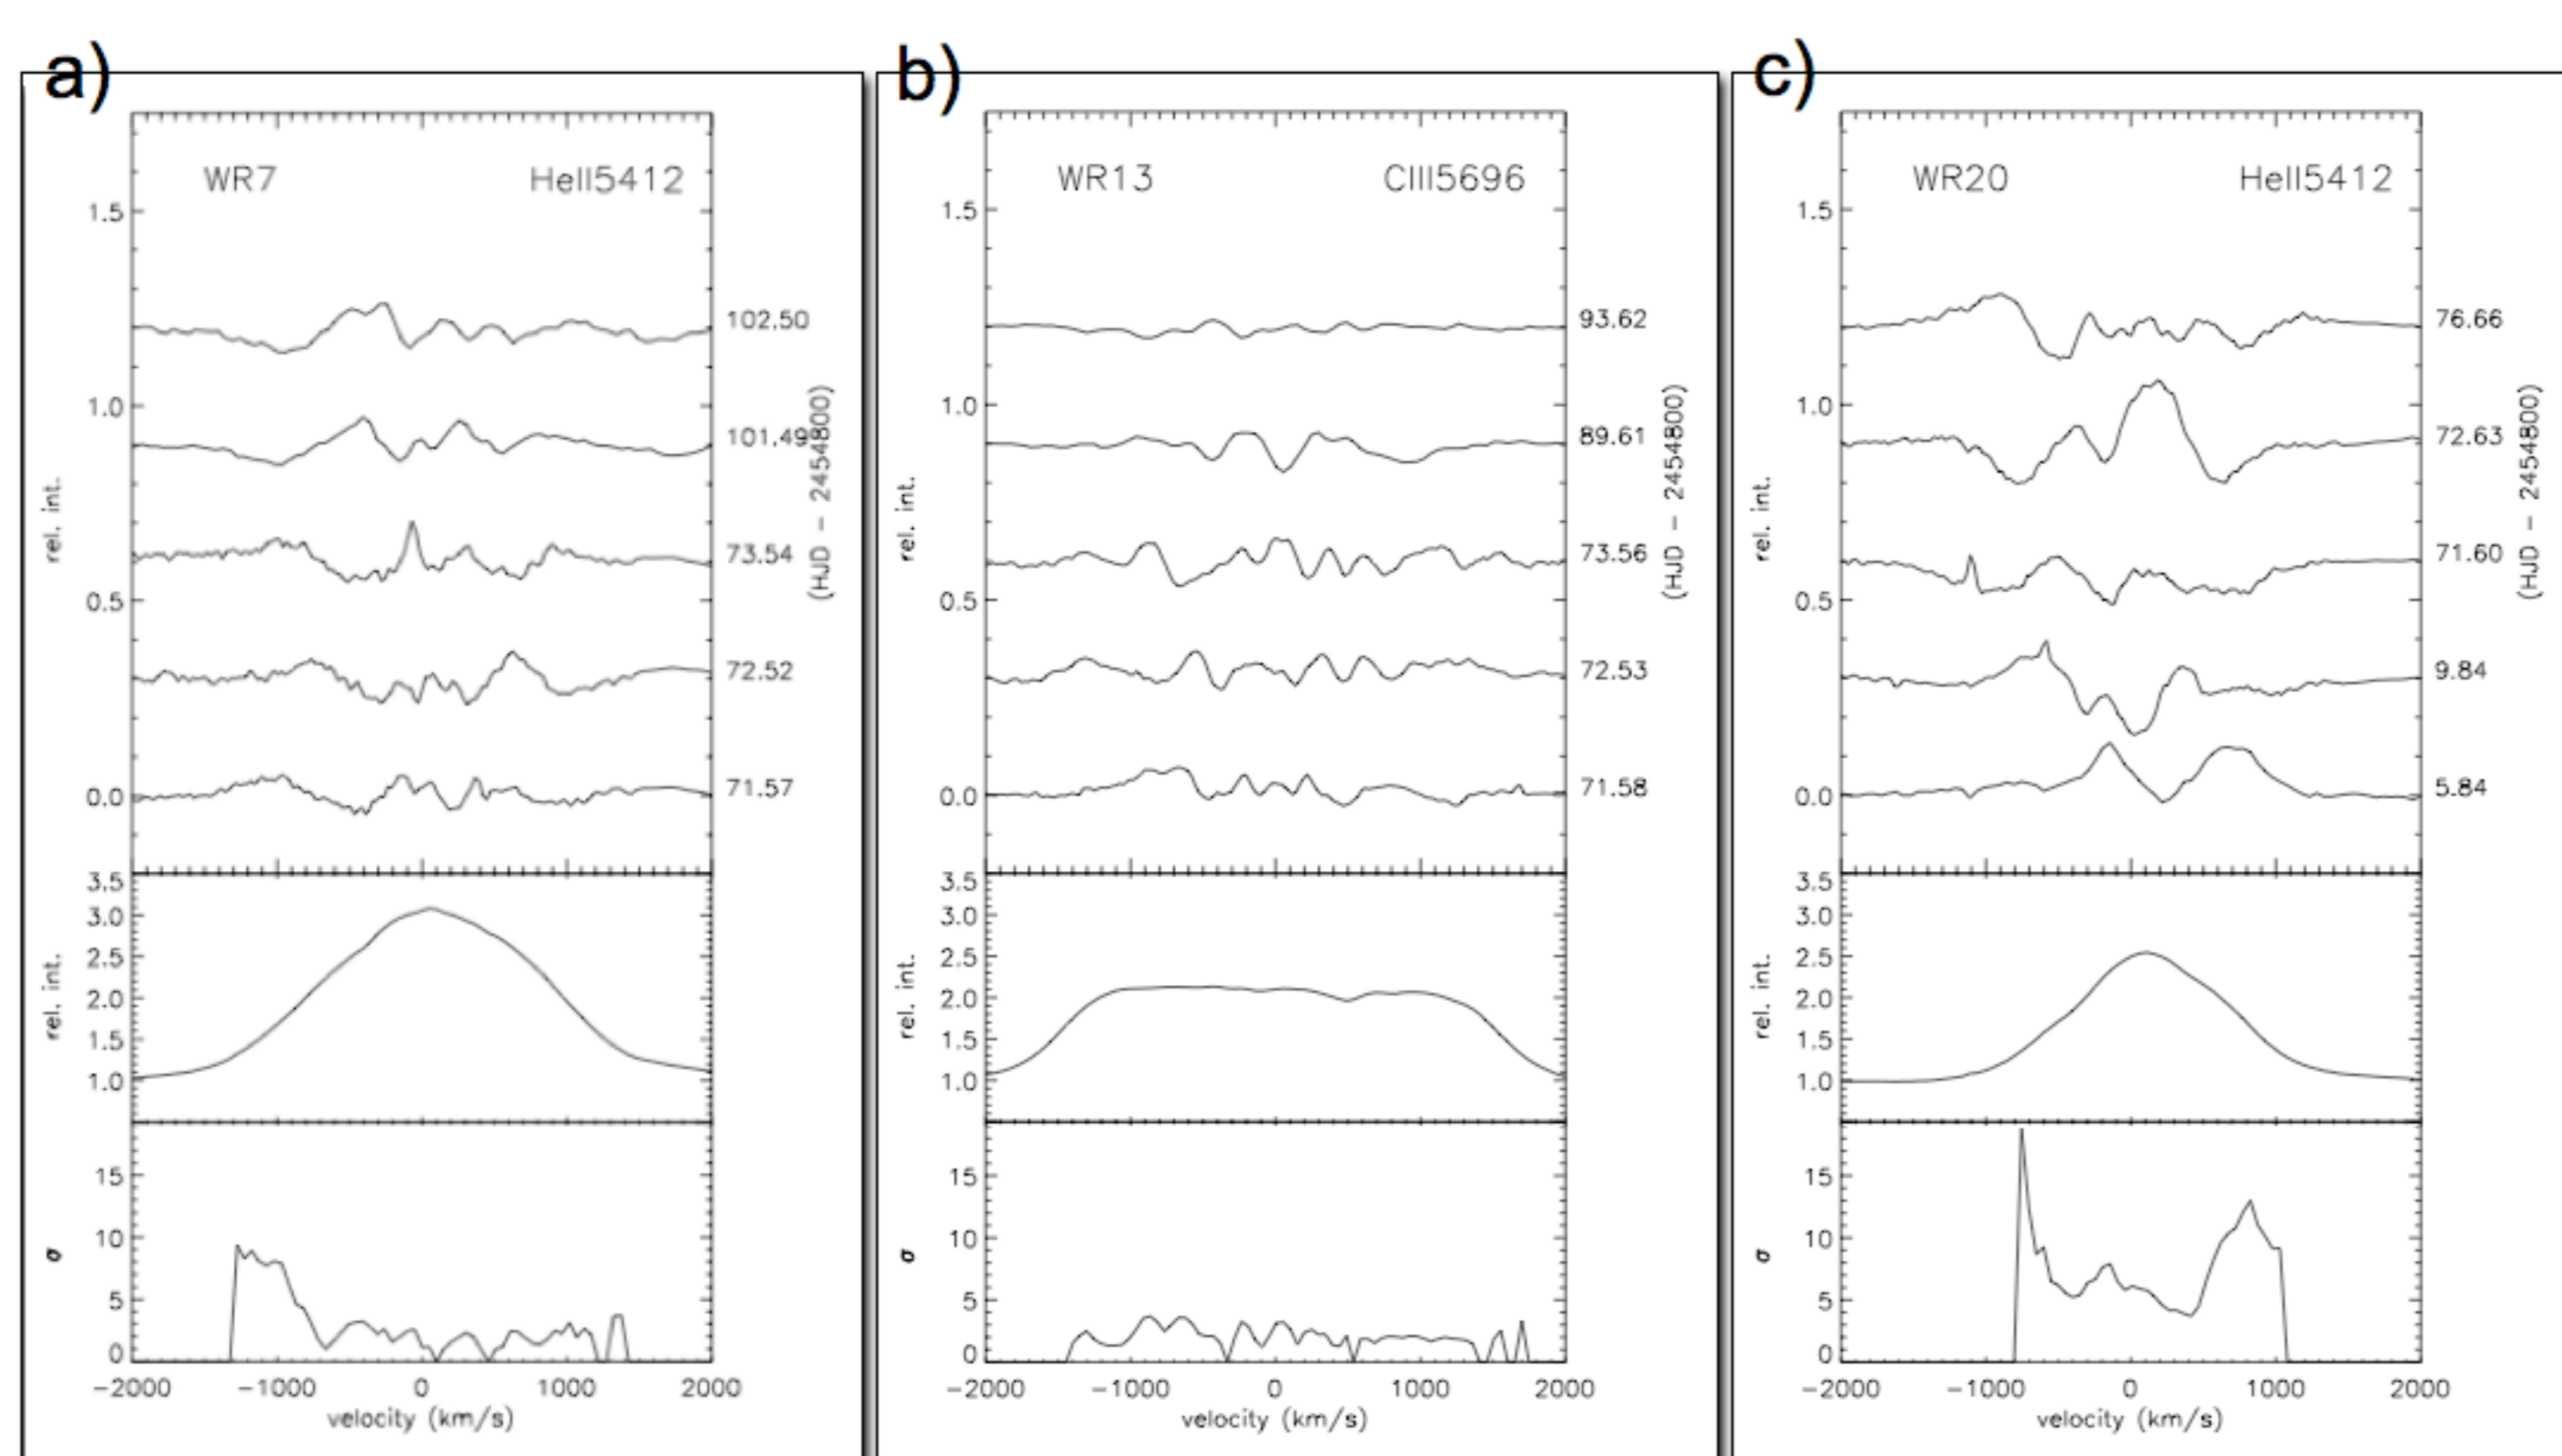 a)
WR7 HeII5412
1.5
102.50
1.0
101.49
73.54
0.5
72.52
0.0
71.57
rel. int.
(HJD – 2454800)
3.5
3.0
2.5
2.0
1.5
1.0
rel. int.
15
10
5
0
σ
−2000 −1000 0 1000 2000
velocity (km/s)
b)
WR13 CIII5696
1.5
93.62
1.0
89.61
73.56
0.5
72.53
0.0
71.58
rel. int.
(HJD – 2454800)
3.5
3.0
2.5
2.0
1.5
1.0
rel. int.
15
10
5
0
σ
−2000 −1000 0 1000 2000
velocity (km/s)
c)
WR20 HeII5412
1.5
76.66
1.0
72.63
71.60
0.5
9.84
0.0
5.84
rel. int.
(HJD – 2454800)
3.5
3.0
2.5
2.0
1.5
1.0
rel. int.
15
10
5
0
σ
−2000 −1000 0 1000 2000
velocity (km/s)